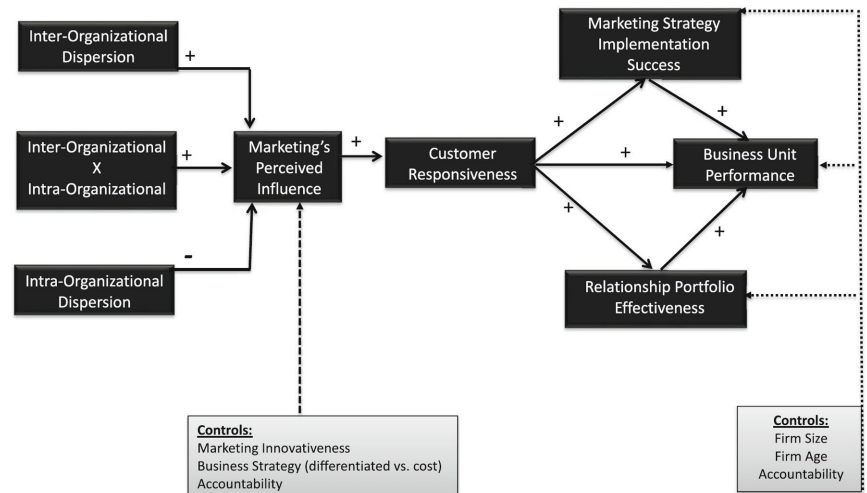 Inter-Organizational
Dispersion
+
Inter-Organizational
X
Intra-Organizational
+
Intra-Organizational
Dispersion
-
Marketing's
Perceived
Influence
+
Customer
Responsiveness
+
+
+
Marketing Strategy
Implementation
Success
+
Business Unit
Performance
Relationship Portfolio
Effectiveness
+
Controls:
Marketing Innovativeness
Business Strategy (differentiated vs. cost)
Accountability
Controls:
Firm Size
Firm Age
Accountability